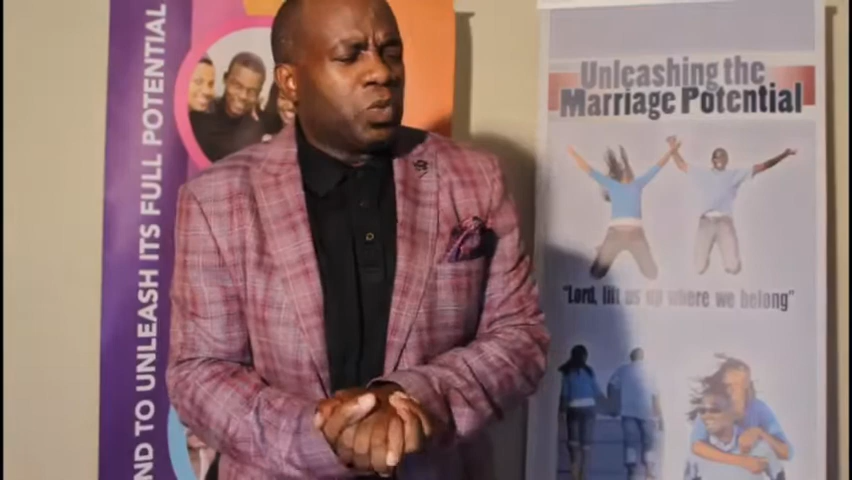 ND TO UNLEASH ITS FULL POTENTIAL
Unleashing the
Marriage Potential
"Lord, lift us up where we belong"